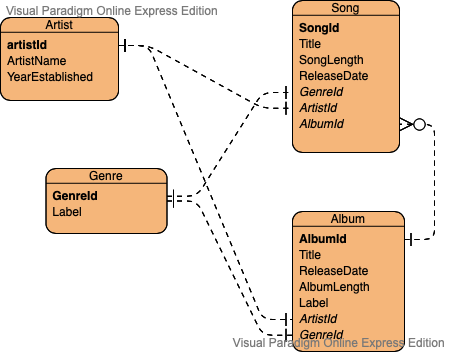 Visual Paradigm Online Express Edition
Artist
artistId
ArtistName
YearEstablished
Song
SongId
Title
SongLength
ReleaseDate
GenreId
ArtistId
AlbumId
Genre
GenreId
Label
Album
AlbumId
Title
ReleaseDate
AlbumLength
Label
ArtistId
GenreId
Visual Paradigm Online Express Edition